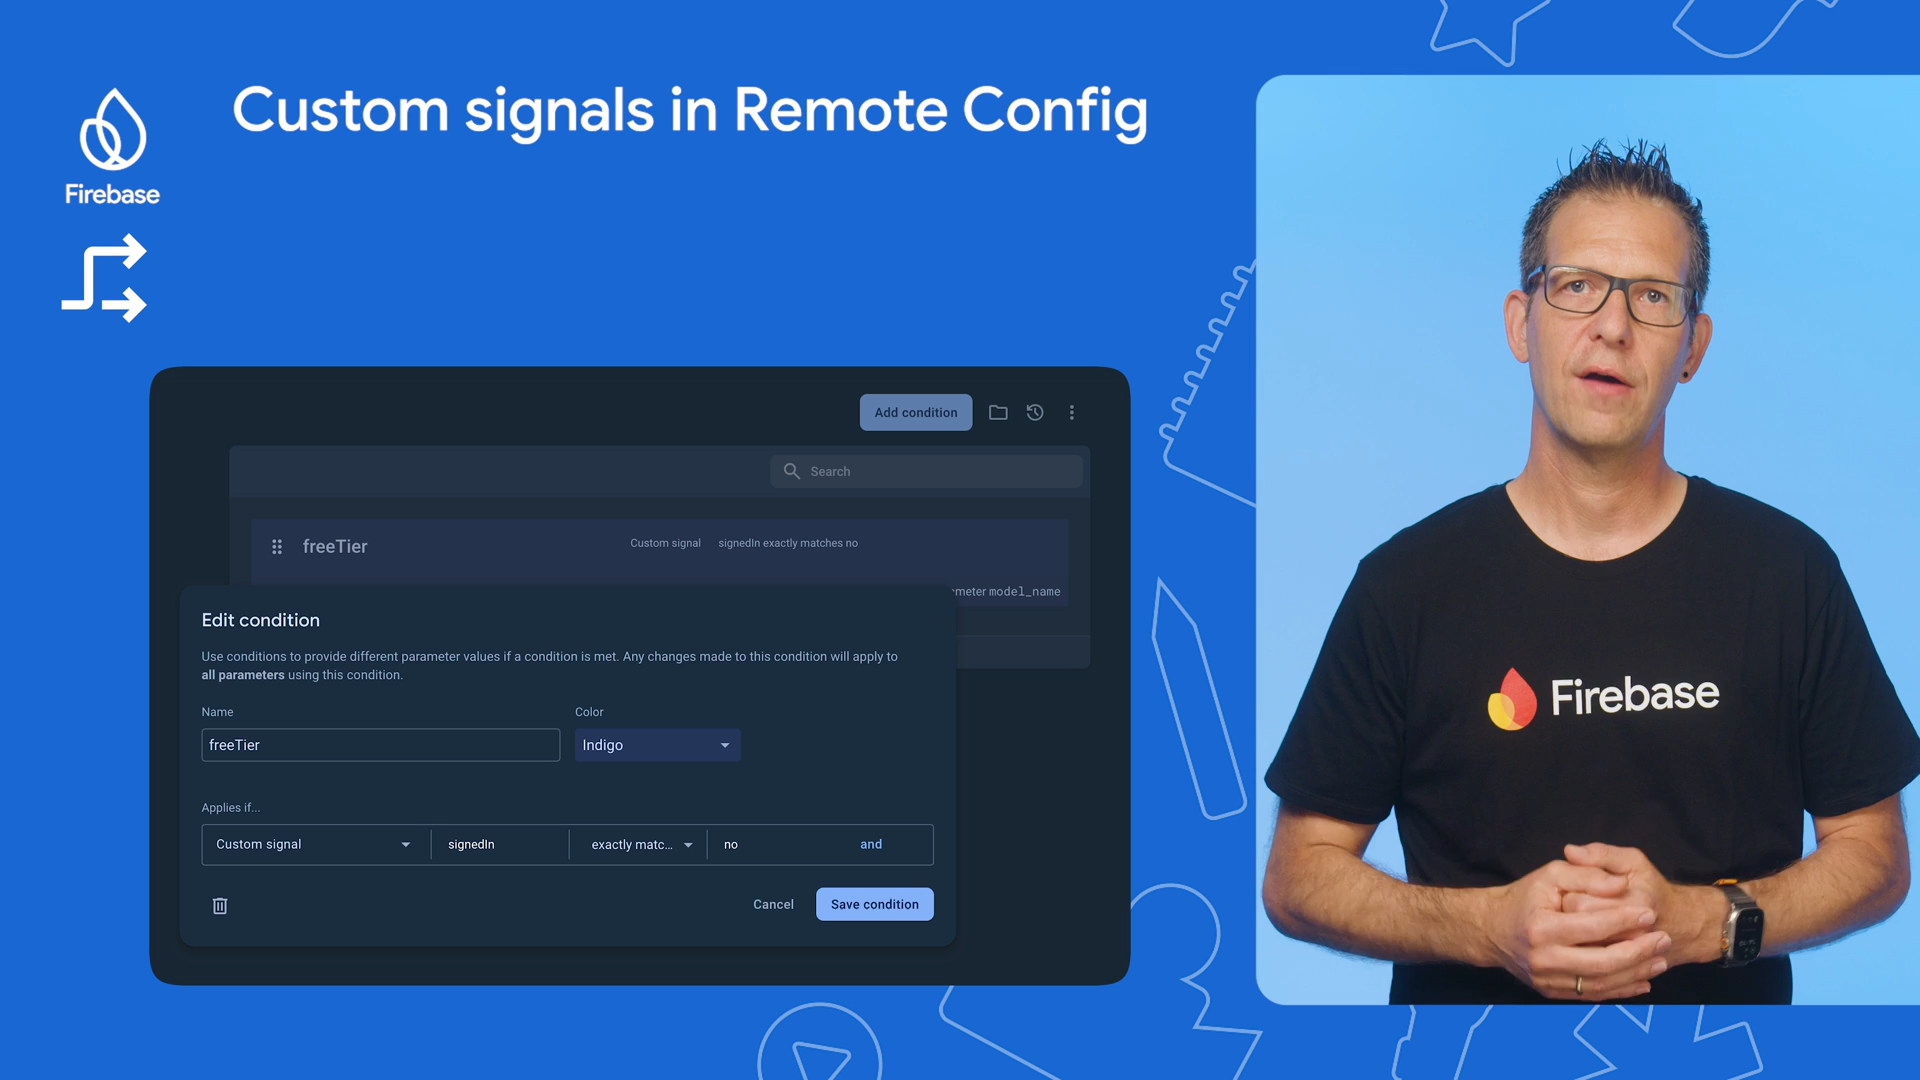 Custom signals in Remote Config
Firebase
Add condition
Search
freeTier
Custom signal signedIn exactly matches no
meter model_name
Edit condition
Use conditions to provide different parameter values if a condition is met. Any changes made to this condition will apply to
all parameters using this condition.
Name
Color
freeTier
Indigo
Applies if...
Custom signal
signedIn
exactly matc...
no
and
Cancel
Save condition
Firebase